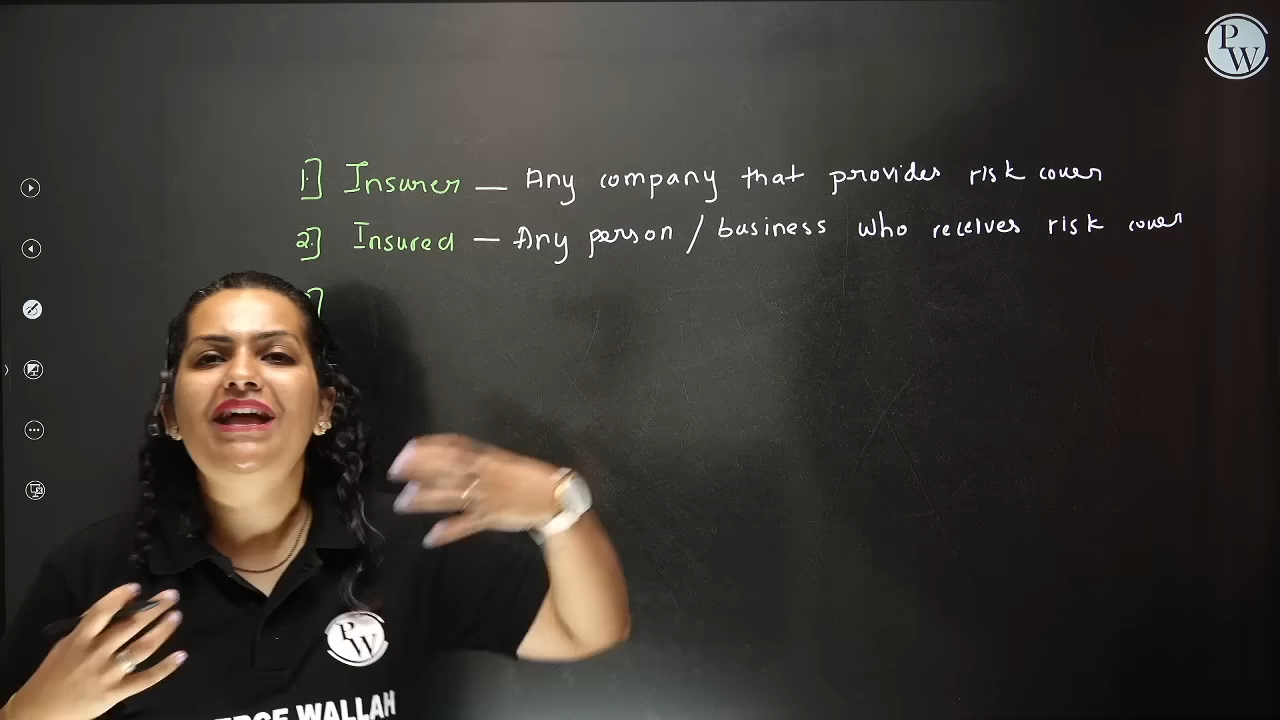 PW
1.] Insurer — Any company that provides risk cover
2.] Insured — Any person / business who receives risk cover
]
PW
WALLAH